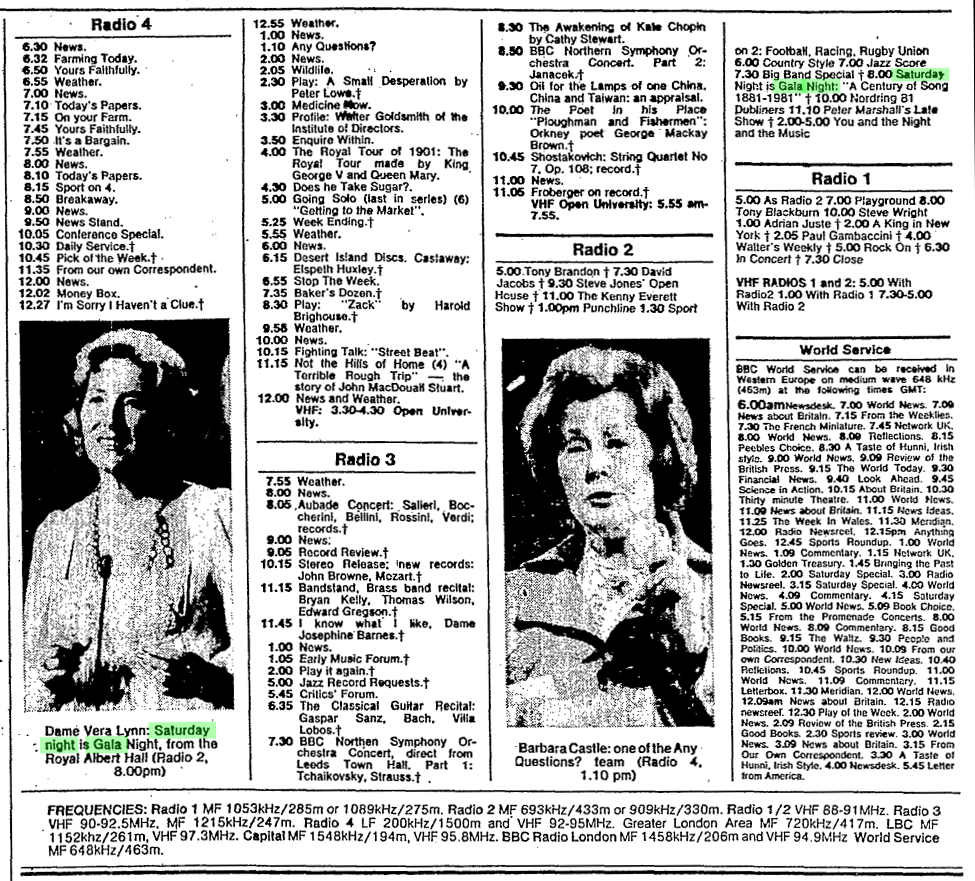 Radio 4
6.30 News.
6.32 Farming Today.
6.50 Yours Faithfully.
6.55 Weather.
7.00 News.
7.10 Today's Papers.
7.15 On your Farm.
7.45 Yours Faithfully.
7.50 It's a Bargain.
7.55 Weather.
8.00 News.
8.10 Today's Papers.
8.15 Sport on 4.
8.50 Breakaway.
9.00 News.
9.50 News Stand.
10.05 Conference Special.
10.30 Daily Service.†
10.45 Pick of the Week.†
11.35 From our own Correspondent.
12.00 News.
12.02 Money Box.
12.27 I'm Sorry I Haven't a Clue.†
Dame Vera Lynn: Saturday
night is Gala Night, from the
Royal Albert Hall (Radio 2,
8.00pm)
12.55 Weather.
1.00 News.
1.10 Any Questions?
2.00 News.
2.05 Wildlife.
2.30 Play: A Small Desperation by
Peter Lowe.†
3.00 Medicine Now.
3.30 Profile: Walter Goldsmith of the
Institute of Directors.
3.50 Enquire Within.
4.00 The Royal Tour of 1901: The
Royal Tour made by King
George V and Queen Mary.
4.30 Does he Take Sugar?.
5.00 Going Solo (last in series) (6)
"Getting to the Market".
5.25 Week Ending.†
5.55 Weather.
6.00 News.
6.15 Desert Island Discs. Castaway:
Elspeth Huxley.†
6.55 Stop The Week.
7.35 Baker's Dozen.†
8.30 Play: "Zack" by Harold
Brighouse.†
9.58 Weather.
10.00 News.
10.15 Fighting Talk: "Street Beat".
11.15 Not the Hills of Home (4) "A
Terrible Rough Trip" — the
story of John MacDouall Stuart.
12.00 News and Weather.
VHF: 3.30-4.30 Open Univer-
sity.
Radio 3
7.55 Weather.
8.00 News.
8.05 Aubade Concert: Salieri, Boc-
cherini, Bellini, Rossini, Verdi;
records.†
9.00 News.
9.05 Record Review.†
10.15 Stereo Release; new records:
John Browne, Mozart.†
11.15 Bandstand, Brass band recital:
Bryan Kelly, Thomas Wilson,
Edward Gregson.†
11.45 I know what I like, Dame
Josephine Barnes.†
1.00 News.
1.05 Early Music Forum.†
2.00 Play it again.†
5.00 Jazz Record Requests.†
5.45 Critics' Forum.
6.35 The Classical Guitar Recital:
Gaspar Sanz, Bach, Villa
Lobos.†
7.30 BBC Northen Symphony Or-
chestra Concert, direct from
Leeds Town Hall, Part 1:
Tchaikovsky, Strauss.†
8.30 The Awakening of Kate Chopin
by Cathy Stewart.
8.50 BBC Northern Symphony Or-
chestra Concert. Part 2:
Janacek.†
9.30 Oil for the Lamps of one China.
China and Taiwan: an appraisal.
10.00 The Poet in his Place
"Ploughman and Fishermen":
Orkney poet George Mackay
Brown.†
10.45 Shostakovich: String Quartet No
7, Op. 108; record.†
11.00 News.
11.05 Froberger on record.†
VHF Open University: 5.55 am-
7.55.
Radio 2
5.00 Tony Brandon † 7.30 David
Jacobs † 9.30 Steve Jones' Open
House † 11.00 The Kenny Everett
Show † 1.00pm Punchline 1.30 Sport
Barbara Castle: one of the Any
Questions? team (Radio 4,
1.10 pm)
on 2: Football, Racing, Rugby Union
6.00 Country Style 7.00 Jazz Score
7.30 Big Band Special † 8.00 Saturday
Night is Gala Night: "A Century of Song
1881-1981" † 10.00 Nordring 81
Dubliners 11.10 Peter Marshall's Late
Show † 2.00-5.00 You and the Night
and the Music
Radio 1
5.00 As Radio 2 7.00 Playground 8.00
Tony Blackburn 10.00 Steve Wright
1.00 Adrian Juste † 2.00 A King in New
York † 2.05 Paul Gambaccini † 4.00
Walter's Weekly † 5.00 Rock On † 6.30
In Concert † 7.30 Close
VHF RADIOS 1 and 2: 5.00 With
Radio2 1.00 With Radio 1 7.30-5.00
With Radio 2
World Service
BBC World Service can be received in
Western Europe on medium wave 648 kHz
(463m) at the following times GMT:
6.00am Newsdesk. 7.00 World News. 7.09
News about Britain. 7.15 From the Weeklies.
7.30 The French Miniature. 7.45 Network UK.
8.00 World News. 8.09 Reflections. 8.15
Peebles Choice. 8.30 A Taste of Hunni, Irish
style. 9.00 World News. 9.09 Review of the
British Press. 9.15 The World Today. 9.30
Financial News. 9.40 Look Ahead. 9.45
Science in Action. 10.15 About Britain. 10.30
Thirty minute Theatre. 11.00 World News.
11.09 News about Britain. 11.15 News Ideas.
11.25 The Week In Wales. 11.30 Meridian.
12.00 Radio Newsreel. 12.15pm Anything
Goes. 12.45 Sports Roundup. 1.00 World
News. 1.09 Commentary. 1.15 Network UK.
1.30 Golden Treasury. 1.45 Bringing the Past
to Life. 2.00 Saturday Special. 3.00 Radio
Newsreel. 3.15 Saturday Special. 4.00 World
News. 4.09 Commentary. 4.15 Saturday
Special. 5.00 World News. 5.09 Book Choice.
5.15 From the Promenade Concerts. 8.00
World News. 8.09 Commentary. 8.15 Good
Books. 9.15 The Waltz. 9.30 People and
Politics. 10.00 World News. 10.09 From our
own Correspondent. 10.30 New Ideas. 10.40
Reflections. 10.45 Sports Roundup. 11.00
World News. 11.09 Commentary. 11.15
Letterbox. 11.30 Meridian. 12.00 World News.
12.09am News about Britain. 12.15 Radio
newsreel. 12.30 Play of the Week. 2.00 World
News. 2.09 Review of the British Press. 2.15
Good Books. 2.30 Sports review. 3.00 World
News. 3.09 News about Britain. 3.15 From
Our Own Correspondent. 3.30 A Taste of
Hunni, Irish Style. 4.00 Newsdesk. 5.45 Letter
from America.
FREQUENCIES: Radio 1 MF 1053kHz/285m or 1089kHz/275m. Radio 2 MF 693kHz/433m or 909kHz/330m. Radio 1/2 VHF 88-91MHz. Radio 3
VHF 90-92.5MHz, MF 1215kHz/247m. Radio 4 LF 200kHz/1500m and VHF 92-95MHz. Greater London Area MF 720kHz/417m. LBC MF
1152kHz/261m, VHF 97.3MHz. Capital MF 1548kHz/194m, VHF 95.8MHz. BBC Radio London MF 1458kHz/206m and VHF 94.9MHz World Service
MF 648kHz/463m.